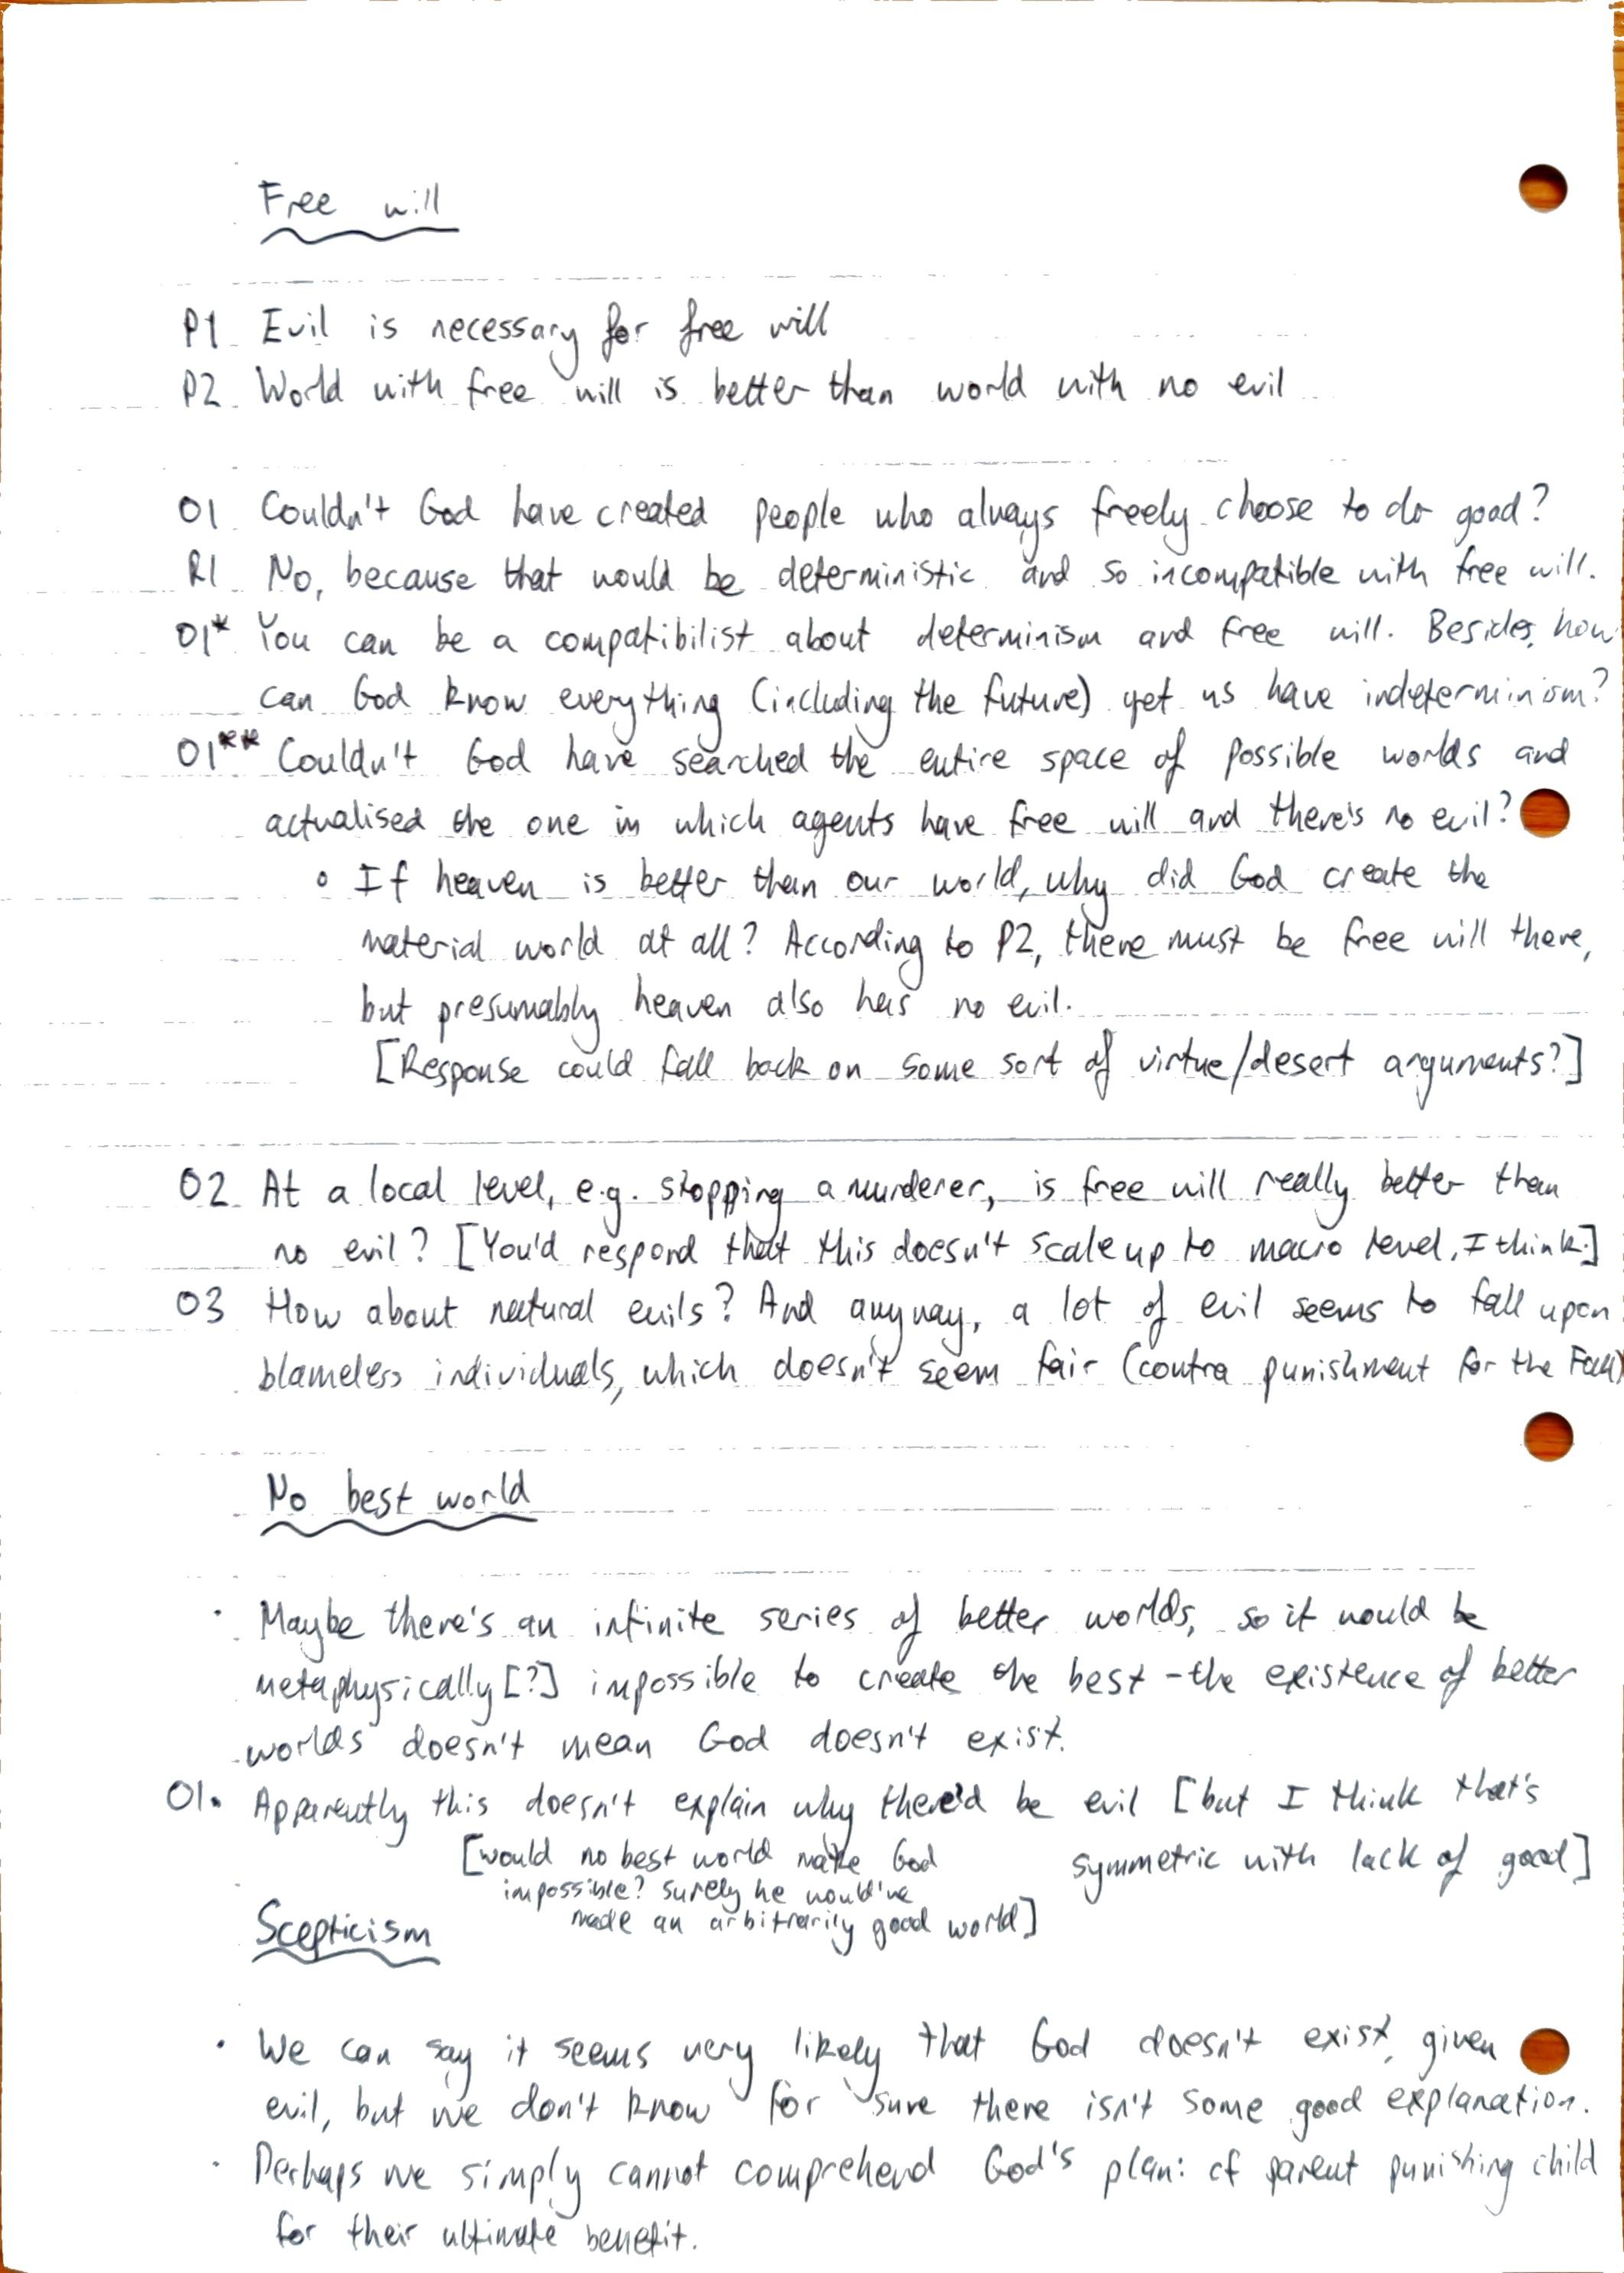 Free will
P1 Evil is necessary for free will
P2 World with free will is better than world with no evil
O1 Couldn't God have created people who always freely choose to do good?
R1 No, because that would be deterministic and so incompatible with free will.
O1* You can be a compatibilist about determinism and free will. Besides, how
can God know everything (including the future) yet us have indeterminism?
O1** Couldn't God have searched the entire space of possible worlds and
actualised the one in which agents have free will and there's no evil?
◦ If heaven is better than our world, why did God create the
material world at all? According to P2, there must be free will there,
but presumably heaven also has no evil.
[Response could fall back on some sort of virtue/desert arguments?]
O2 At a local level, e.g. stopping a murderer, is free will really better than
no evil? [You'd respond that this doesn't scale up to macro level, I think.]
O3 How about natural evils? And anyway, a lot of evil seems to fall upon
blameless individuals, which doesn't seem fair (contra punishment for the Fall)
No best world
· Maybe there's an infinite series of better worlds, so it would be
metaphysically [?] impossible to create the best - the existence of better
worlds doesn't mean God doesn't exist.
O1. Apparently this doesn't explain why there'd be evil [but I think that's
symmetric with lack of good]
[would no best world make God
impossible? Surely he would've
made an arbitrarily good world]
Scepticism
· We can say it seems very likely that God doesn't exist, given
evil, but we don't know for sure there isn't some good explanation.
· Perhaps we simply cannot comprehend God's plan: cf parent punishing child
for their ultimate benefit.